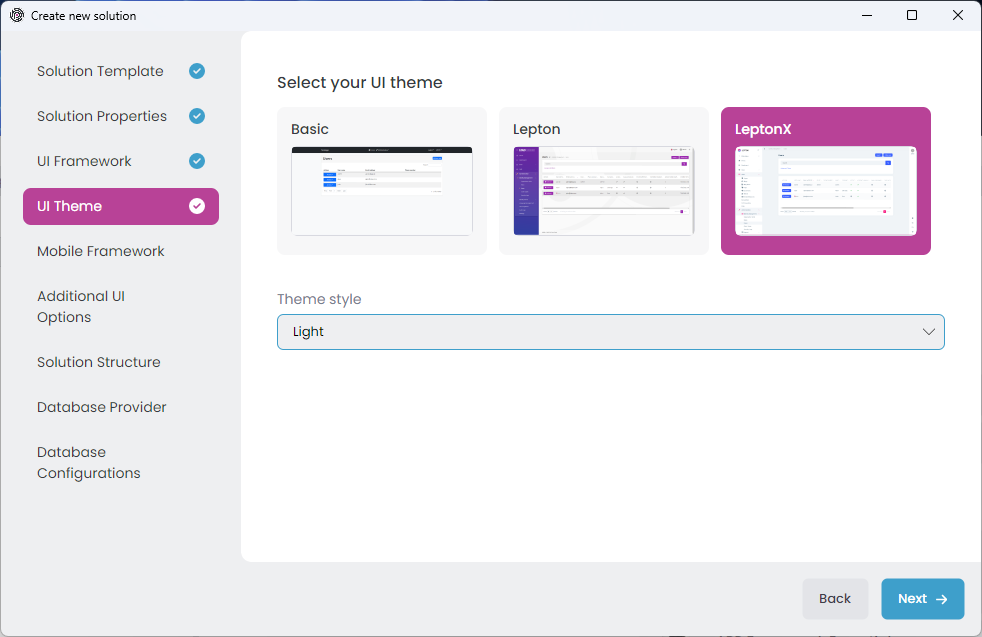 Create new solution
Solution Template
Solution Properties
UI Framework
UI Theme
Mobile Framework
Additional UI
Options
Solution Structure
Database Provider
Database
Configurations
Select your UI theme
Basic
Lepton
LeptonX
Theme style
Light
Back
Next